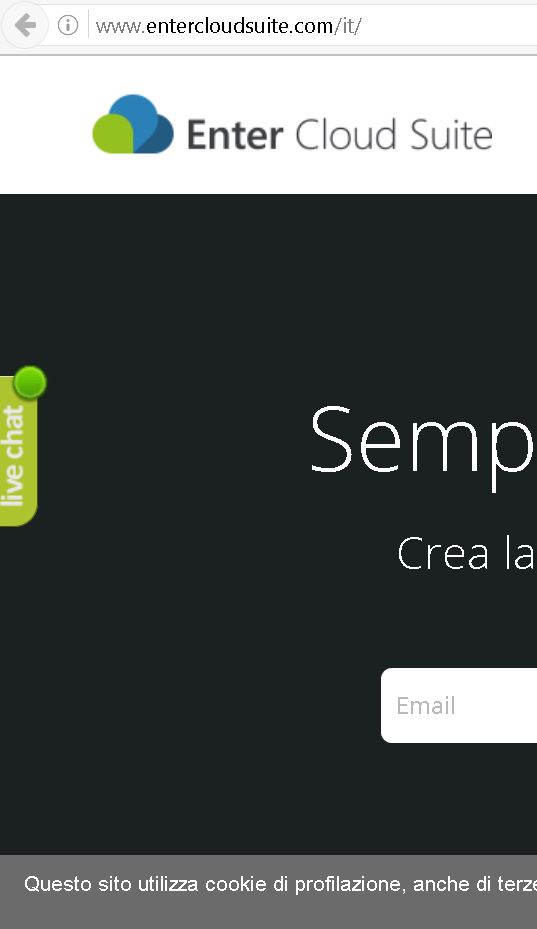 www.entercloudsuite.com/it/
Enter Cloud Suite
live chat
Semp
Crea la
Email
Questo sito utilizza cookie di profilazione, anche di terze